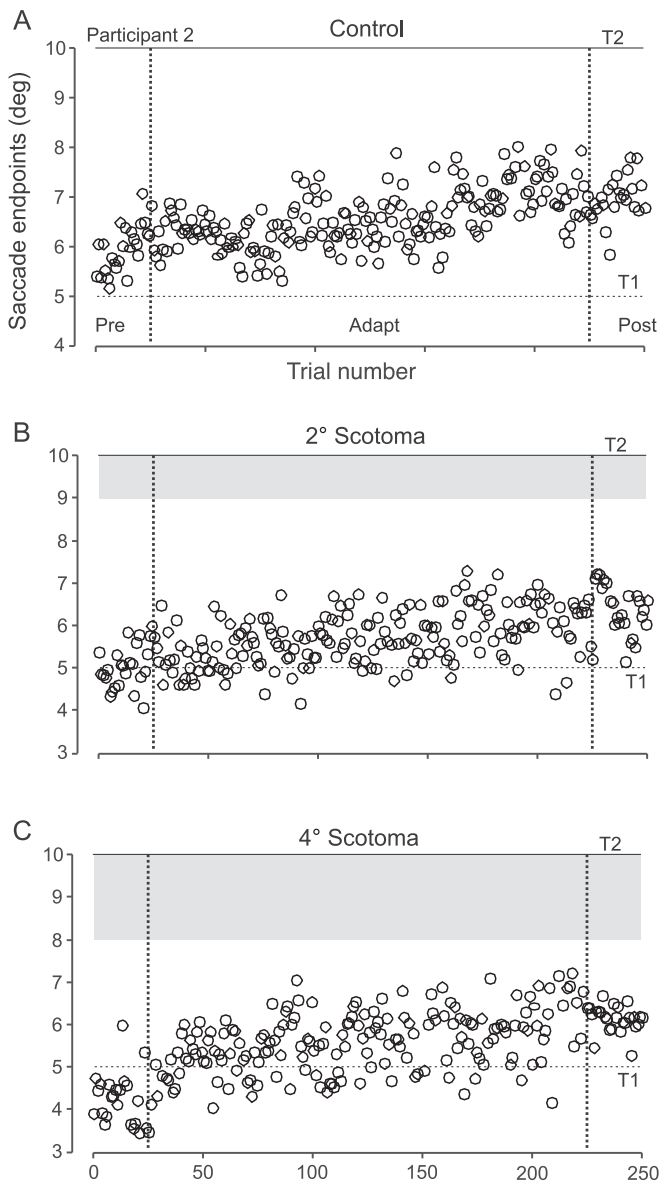 A
Participant 2
Control
T2
10
9
8
7
6
5
4
Saccade endpoints (deg)
T1
Pre
Adapt
Post
Trial number
B
2° Scotoma
T2
10
9
8
7
6
5
4
3
T1
C
4° Scotoma
T2
10
9
8
7
6
5
4
3
T1
0 50 100 150 200 250